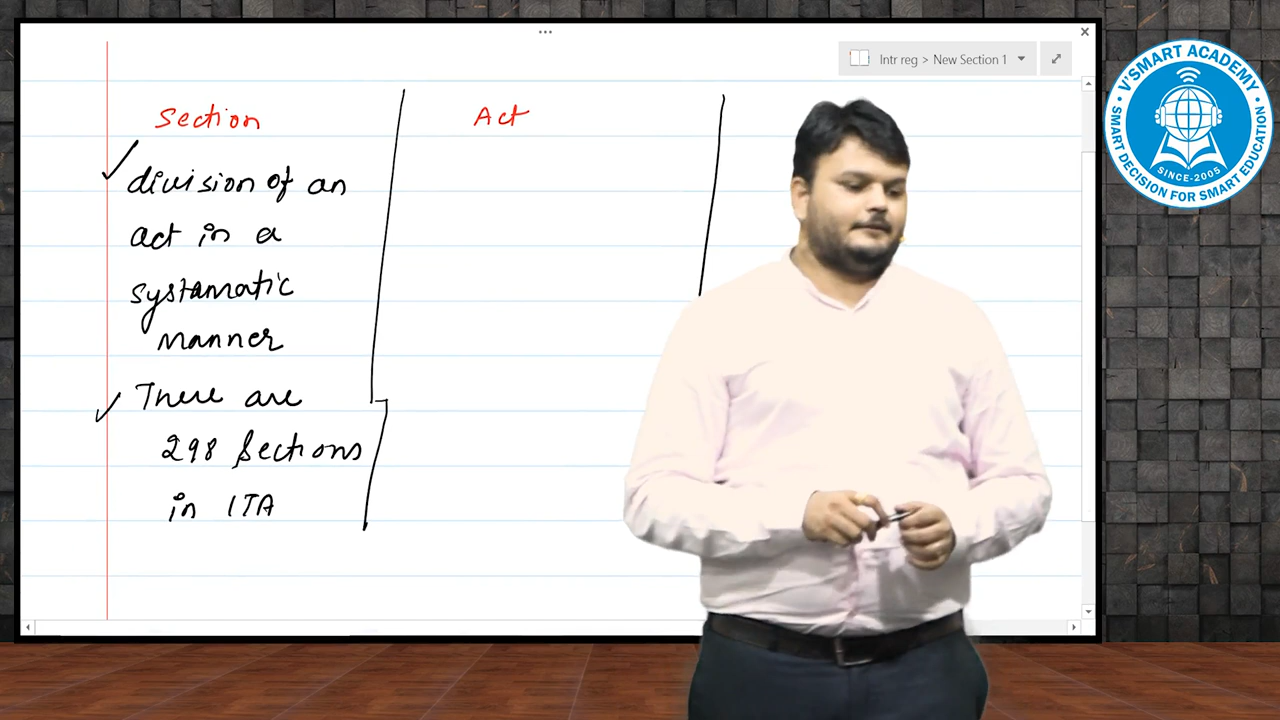 Intr reg > New Section 1
V'SMART ACADEMY
SINCE-2005
SMART DECISION FOR SMART EDUCATION
Section
Act
division of an
act in a
systamatic
manner
There are
298 Sections
in ITA